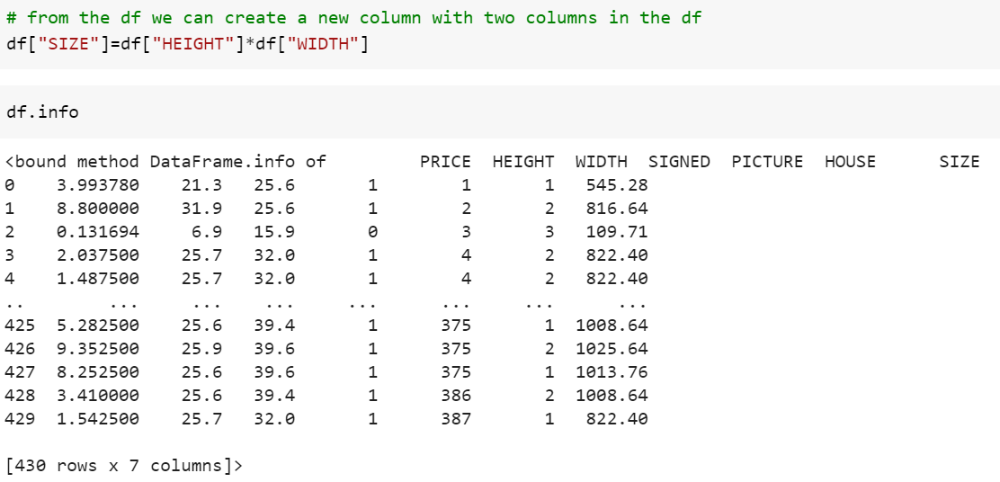 # from the df we can create a new column with two columns in the df
df["SIZE"]=df["HEIGHT"]*df["WIDTH"]
df.info
<bound method DataFrame.info of         PRICE  HEIGHT  WIDTH  SIGNED  PICTURE  HOUSE      SIZE
0    3.993780    21.3   25.6       1        1       1   545.28
1    8.800000    31.9   25.6       1        2       2   816.64
2    0.131694     6.9   15.9       0        3       3   109.71
3    2.037500    25.7   32.0       1        4       2   822.40
4    1.487500    25.7   32.0       1        4       2   822.40
..        ...     ...    ...     ...      ...     ...      ...
425  5.282500    25.6   39.4       1      375       1  1008.64
426  9.352500    25.9   39.6       1      375       2  1025.64
427  8.252500    25.6   39.6       1      375       1  1013.76
428  3.410000    25.6   39.4       1      386       2  1008.64
429  1.542500    25.7   32.0       1      387       1   822.40
[430 rows x 7 columns]>